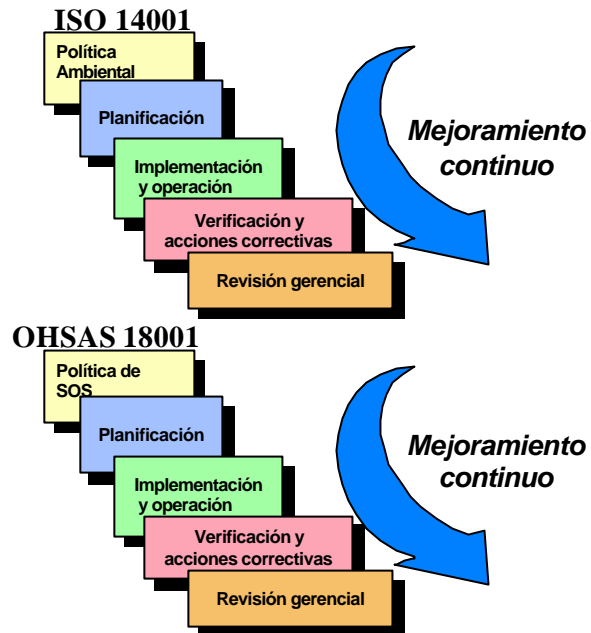 ISO 14001
Política
Ambiental
Planificación
Implementación
y operación
Verificación y
acciones correctivas
Revisión gerencial
Mejoramiento
continuo
OHSAS 18001
Política de
SOS
Planificación
Implementación
y operación
Verificación y
acciones correctivas
Revisión gerencial
Mejoramiento
continuo